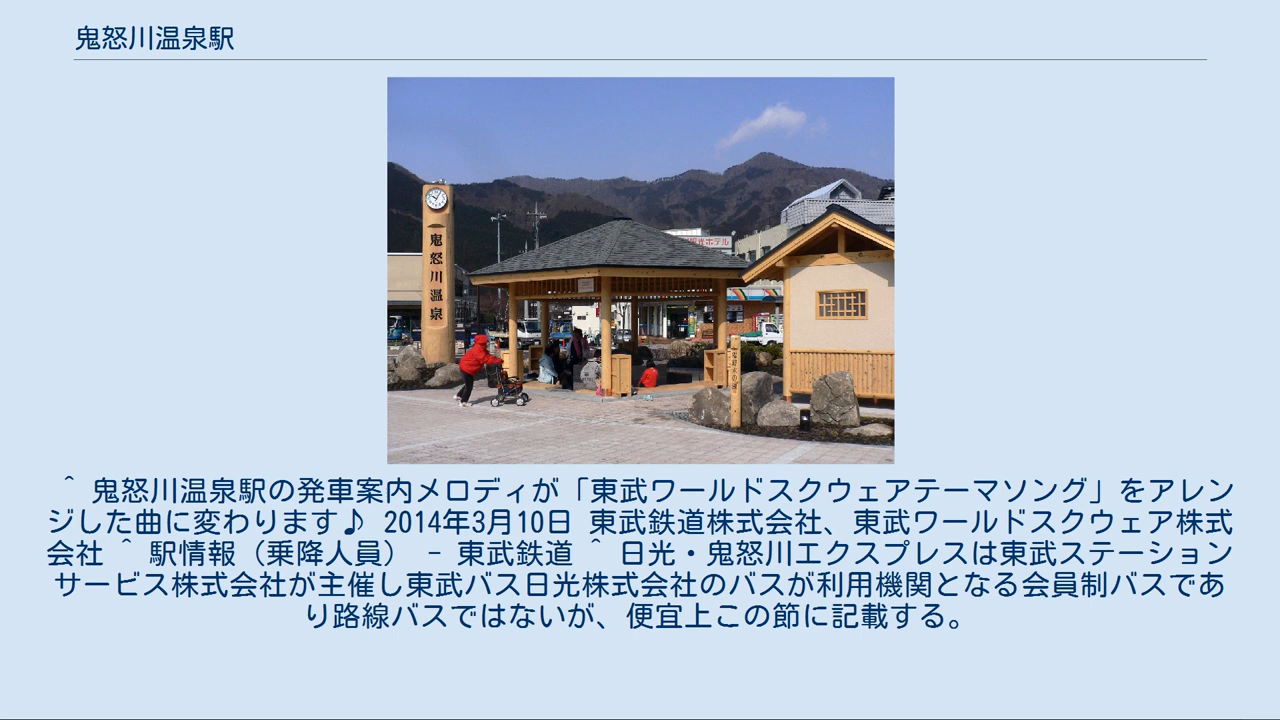 鬼怒川温泉駅
鬼怒川温泉
光ホテル
^ 鬼怒川温泉駅の発車案内メロディが「東武ワールドスクウェアテーマソング」をアレン
ジした曲に変わります♪ 2014年3月10日 東武鉄道株式会社、東武ワールドスクウェア株式
会社 ^ 駅情報（乗降人員） - 東武鉄道 ^ 日光・鬼怒川エクスプレスは東武ステーション
サービス株式会社が主催し東武バス日光株式会社のバスが利用機関となる会員制バスであ
り路線バスではないが、便宜上この節に記載する。